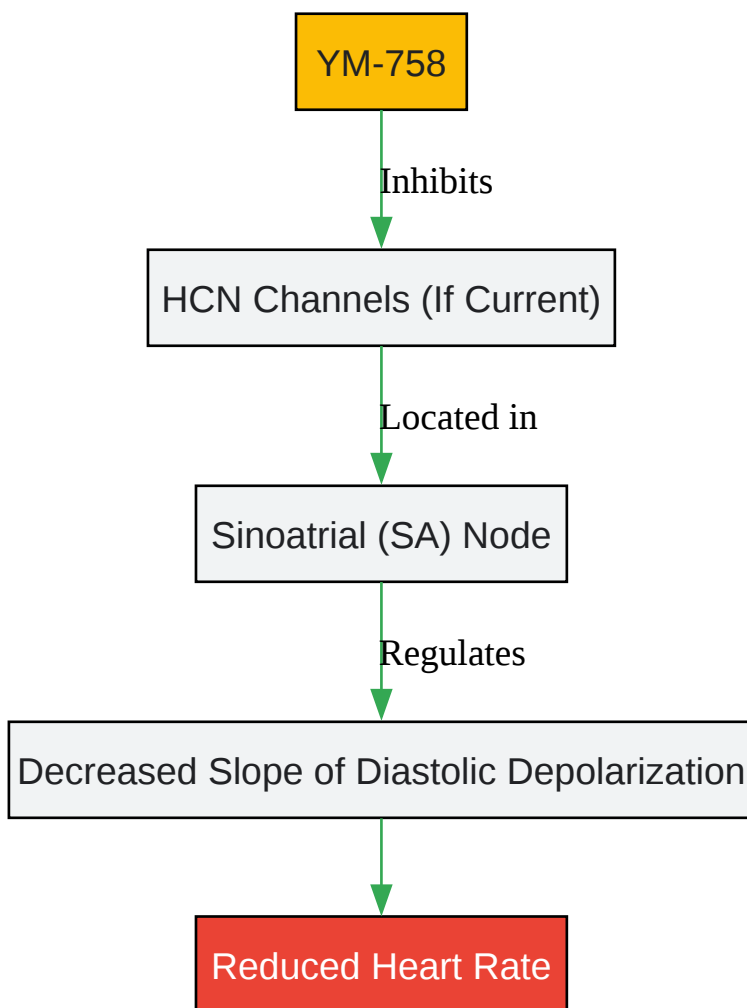 YM-758
Inhibits
HCN Channels (If Current)
Located in
Sinoatrial (SA) Node
Regulates
Decreased Slope of Diastolic Depolarization
Reduced Heart Rate